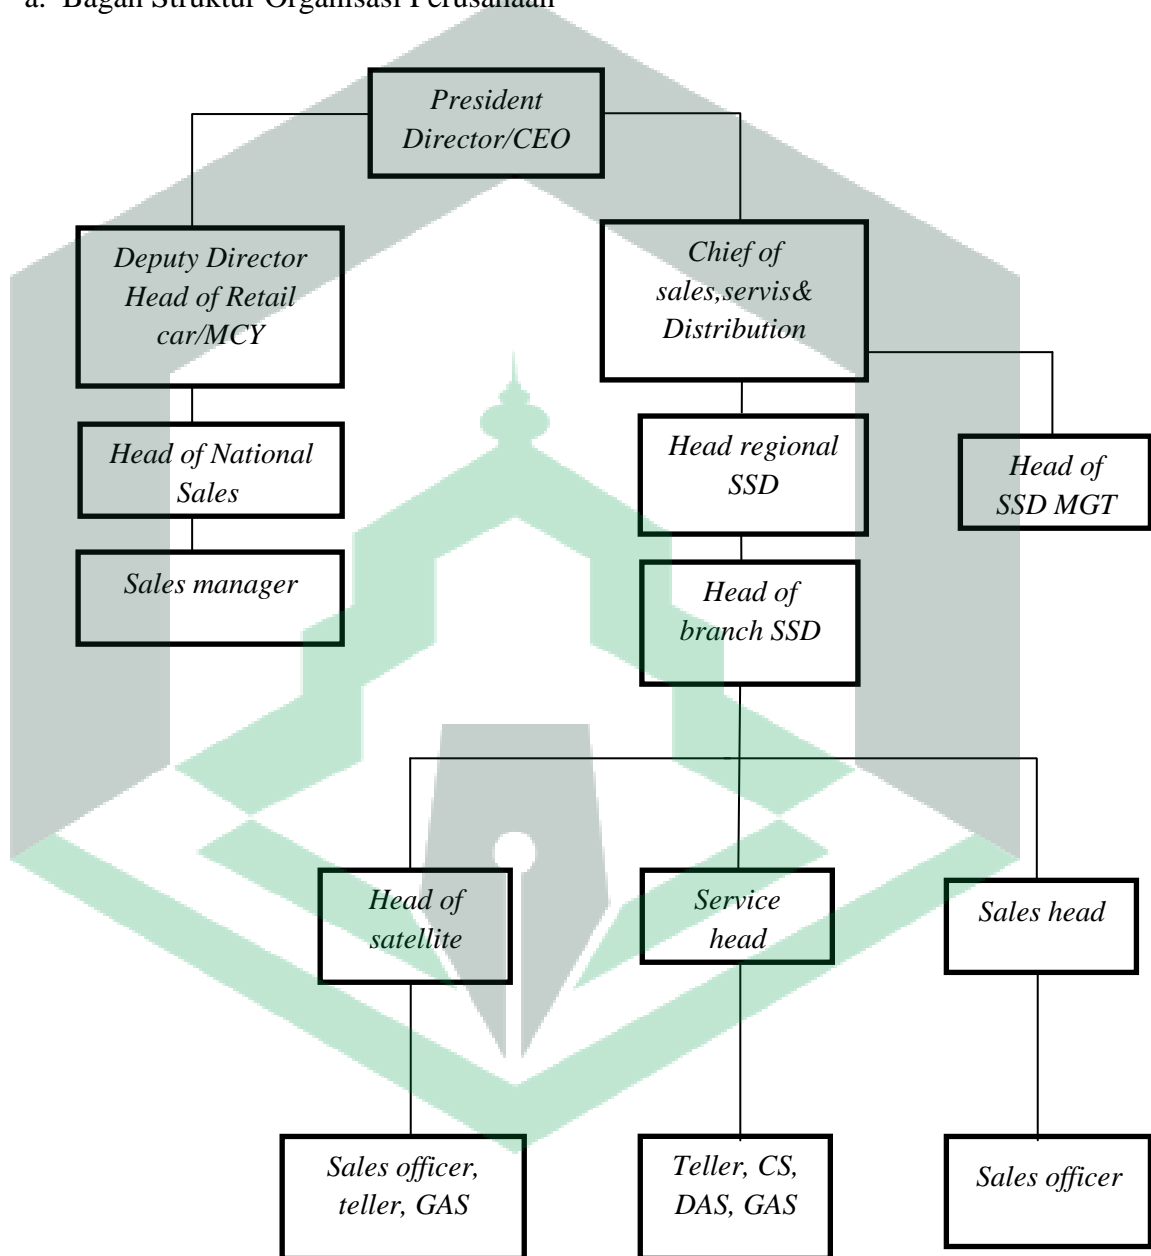 a. Bagan Struktur Organisasi Perusahaan
President
Director/CEO
Deputy Director
Head of Retail
car/MCY
Chief of
sales,servis&
Distribution
Head of National
Sales
Head regional
SSD
Head of
SSD MGT
Sales manager
Head of
branch SSD
Head of
satellite
Service
head
Sales head
Sales officer,
teller, GAS
Teller, CS,
DAS, GAS
Sales officer